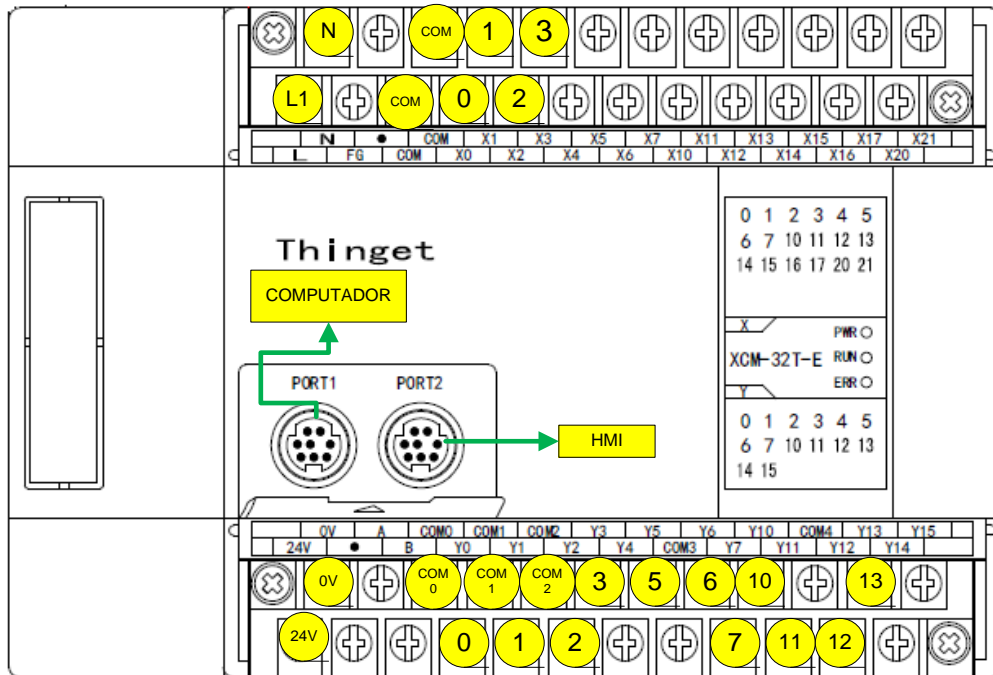 N COM 1 3
L1 COM 0 2
N • COM X1 X3 X5 X7 X11 X13 X15 X17 X21
L FG COM X0 X2 X4 X6 X10 X12 X14 X16 X20
Thinget
COMPUTADOR
PORT1 PORT2
HMI
0 1 2 3 4 5
6 7 10 11 12 13
14 15 16 17 20 21
X
PWR
XCM-32T-E RUN
ERR
Y
0 1 2 3 4 5
6 7 10 11 12 13
14 15
0V A COM0 COM1 COM2 Y3 Y5 Y6 Y10 COM4 Y13 Y15
24V • B Y0 Y1 Y2 Y4 COM3 Y7 Y11 Y12 Y14
0V COM 0 COM 1 COM 2 3 5 6 10 13
24V 0 1 2 7 11 12